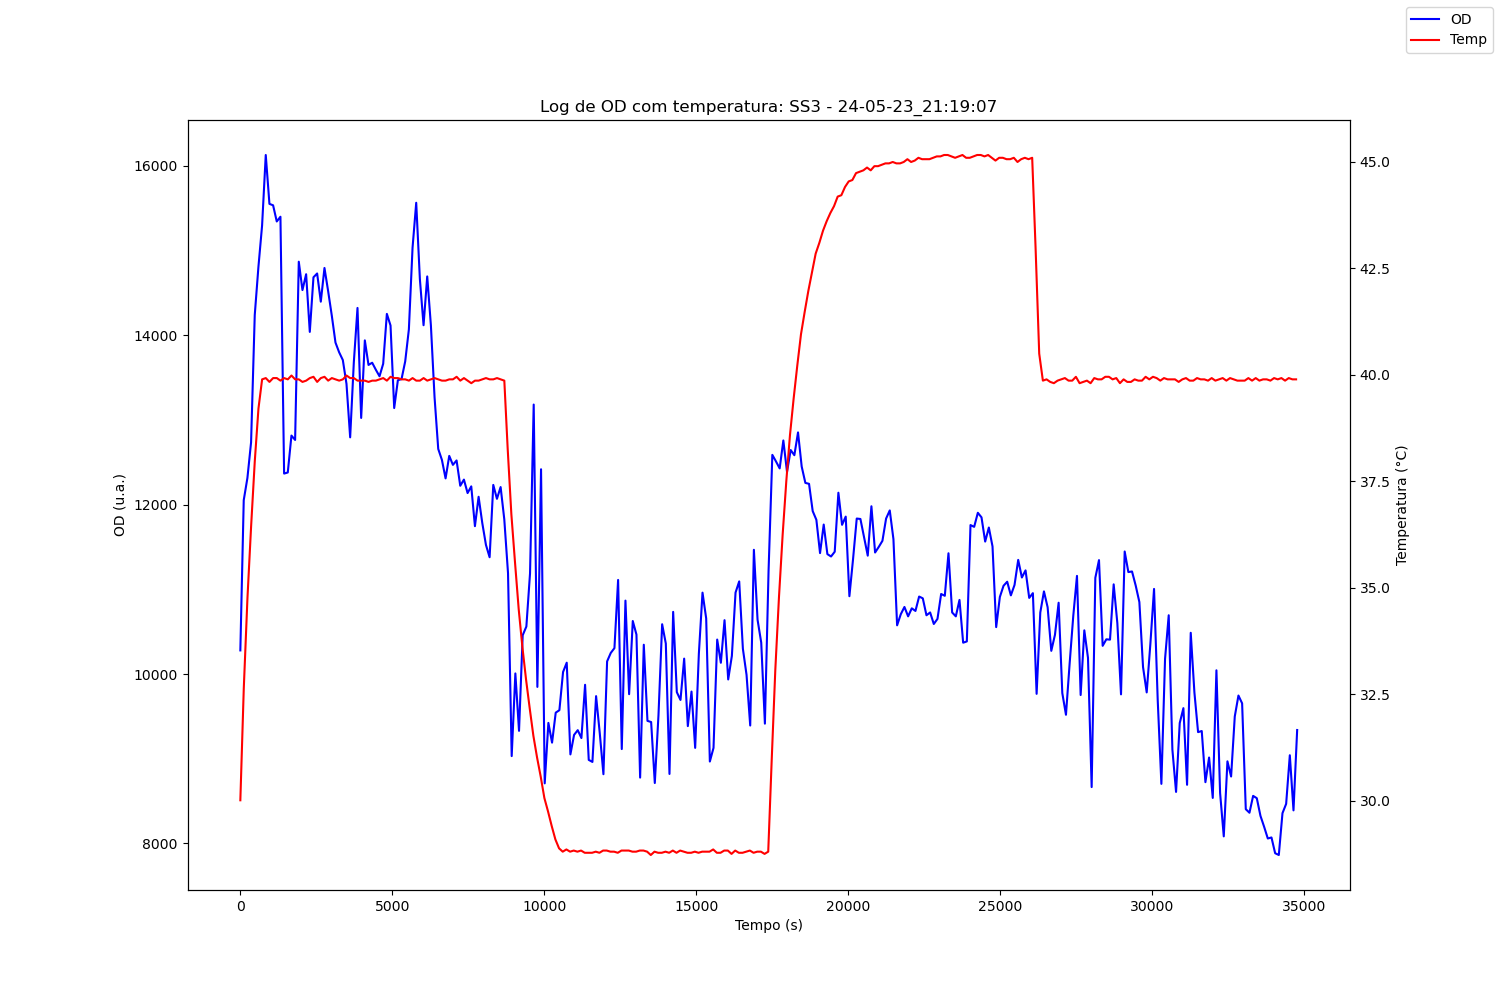 OD
Temp
Log de OD com temperatura: SS3 - 24-05-23_21:19:07
16000
14000
12000
10000
8000
OD (u.a.)
45.0
42.5
40.0
37.5
35.0
32.5
30.0
Temperatura (°C)
0 5000 10000 15000 20000 25000 30000 35000
Tempo (s)